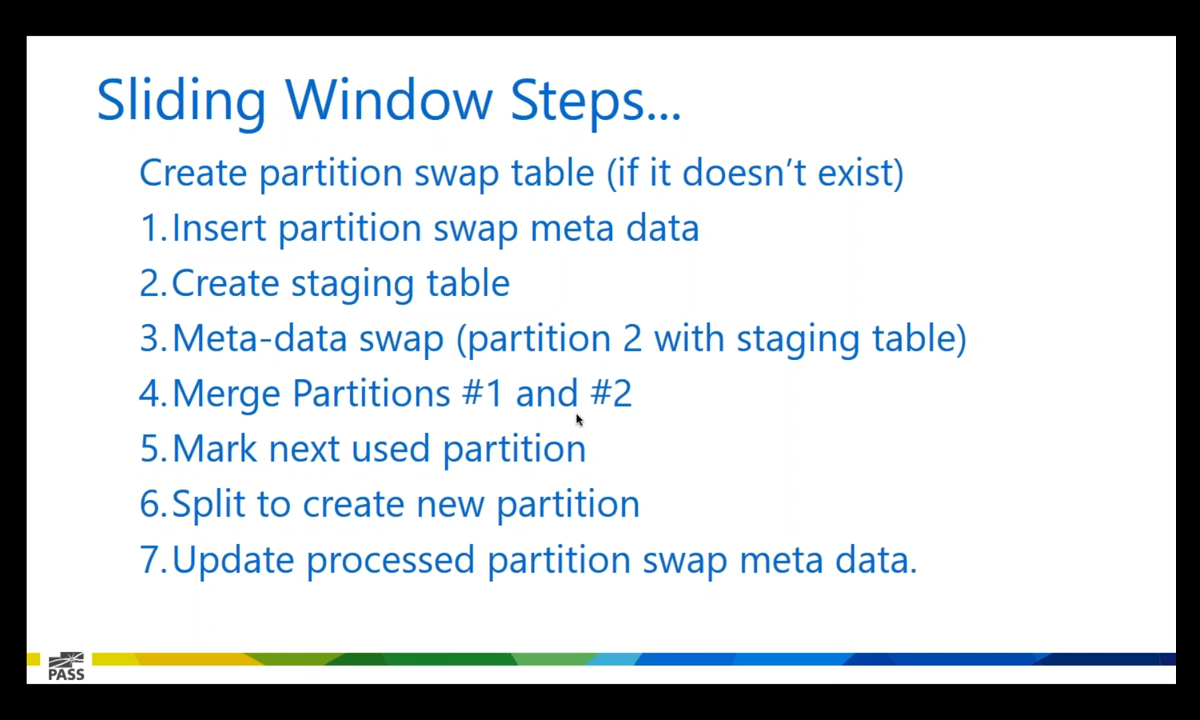 Sliding Window Steps...
Create partition swap table (if it doesn’t exist)
1.Insert partition swap meta data
2.Create staging table
3.Meta-data swap (partition 2 with staging table)
4.Merge Partitions #1 and #2
5.Mark next used partition
6.Split to create new partition
7.Update processed partition swap meta data.
PASS